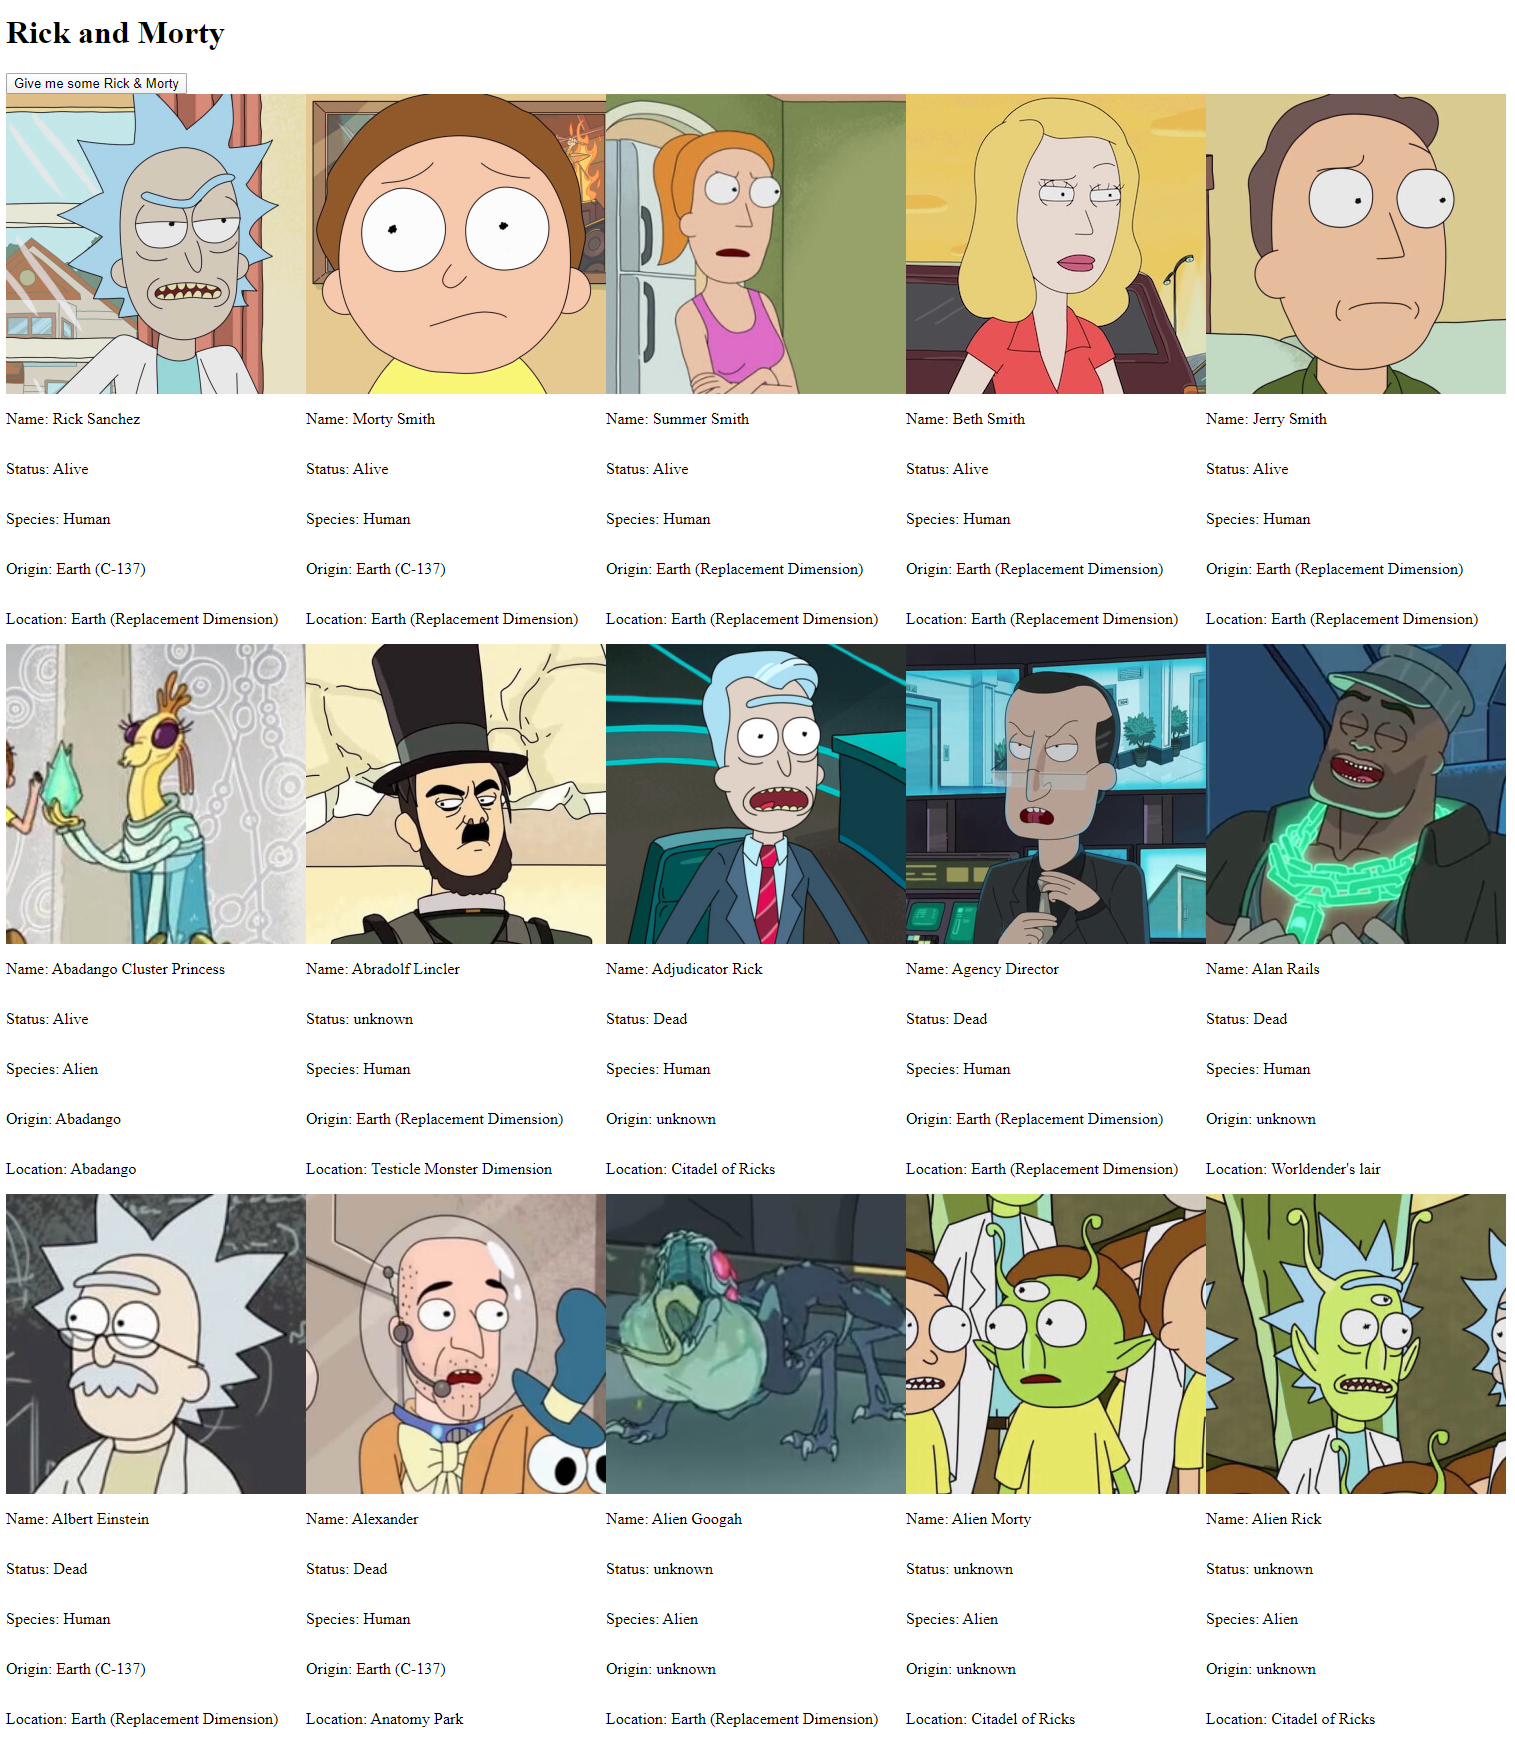 Rick and Morty
Give me some Rick & Morty
Name: Rick Sanchez
Status: Alive
Species: Human
Origin: Earth (C-137)
Location: Earth (Replacement Dimension)
Name: Morty Smith
Status: Alive
Species: Human
Origin: Earth (C-137)
Location: Earth (Replacement Dimension)
Name: Summer Smith
Status: Alive
Species: Human
Origin: Earth (Replacement Dimension)
Location: Earth (Replacement Dimension)
Name: Beth Smith
Status: Alive
Species: Human
Origin: Earth (Replacement Dimension)
Location: Earth (Replacement Dimension)
Name: Jerry Smith
Status: Alive
Species: Human
Origin: Earth (Replacement Dimension)
Location: Earth (Replacement Dimension)
Name: Abadango Cluster Princess
Status: Alive
Species: Alien
Origin: Abadango
Location: Abadango
Name: Abradolf Lincler
Status: unknown
Species: Human
Origin: Earth (Replacement Dimension)
Location: Testicle Monster Dimension
Name: Adjudicator Rick
Status: Dead
Species: Human
Origin: unknown
Location: Citadel of Ricks
Name: Agency Director
Status: Dead
Species: Human
Origin: Earth (Replacement Dimension)
Location: Earth (Replacement Dimension)
Name: Alan Rails
Status: Dead
Species: Human
Origin: unknown
Location: Worldender's lair
Name: Albert Einstein
Status: Dead
Species: Human
Origin: Earth (C-137)
Location: Earth (Replacement Dimension)
Name: Alexander
Status: Dead
Species: Human
Origin: Earth (C-137)
Location: Anatomy Park
Name: Alien Googah
Status: unknown
Species: Alien
Origin: unknown
Location: Earth (Replacement Dimension)
Name: Alien Morty
Status: unknown
Species: Alien
Origin: unknown
Location: Citadel of Ricks
Name: Alien Rick
Status: unknown
Species: Alien
Origin: unknown
Location: Citadel of Ricks